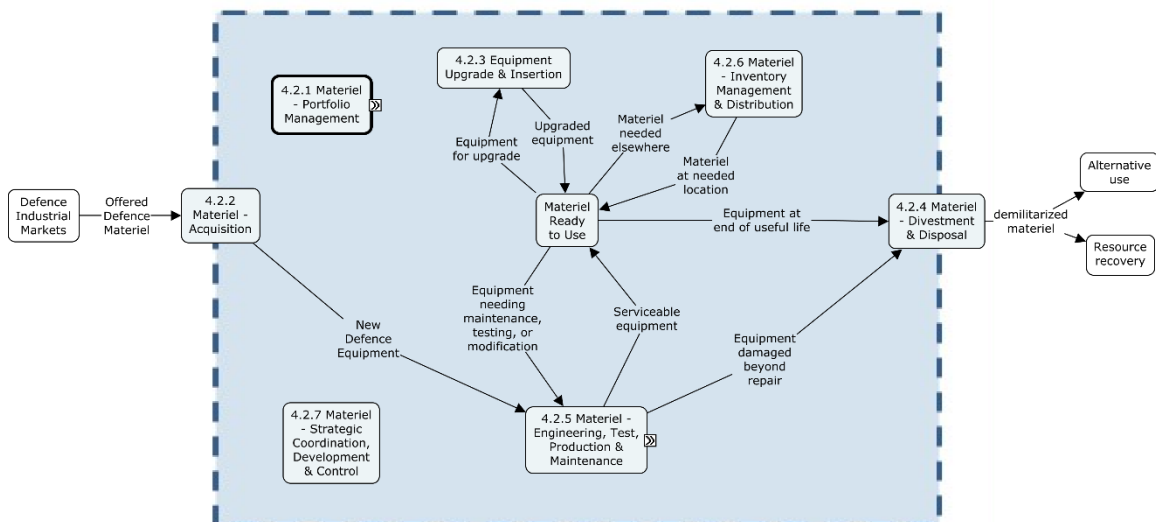 4.2.3 Equipment
Upgrade & Insertion
4.2.6 Materiel
- Inventory
Management
& Distribution
4.2.1 Materiel
- Portfolio
Management
Equipment
for upgrade
Upgraded
equipment
Materiel
needed
elsewhere
Materiel
at needed
location
Defence
Industrial
Markets
Offered
Defence
Materiel
4.2.2
Materiel -
Acquisition
Materiel
Ready
to Use
Equipment at
end of useful life
4.2.4 Materiel
- Divestment
& Disposal
demilitarized
materiel
Alternative
use
Resource
recovery
New
Defence
Equipment
Equipment
needing
maintenance,
testing, or
modification
Serviceable
equipment
Equipment
damaged
beyond
repair
4.2.7 Materiel
- Strategic
Coordination,
Development
& Control
4.2.5 Materiel -
Engineering, Test,
Production &
Maintenance